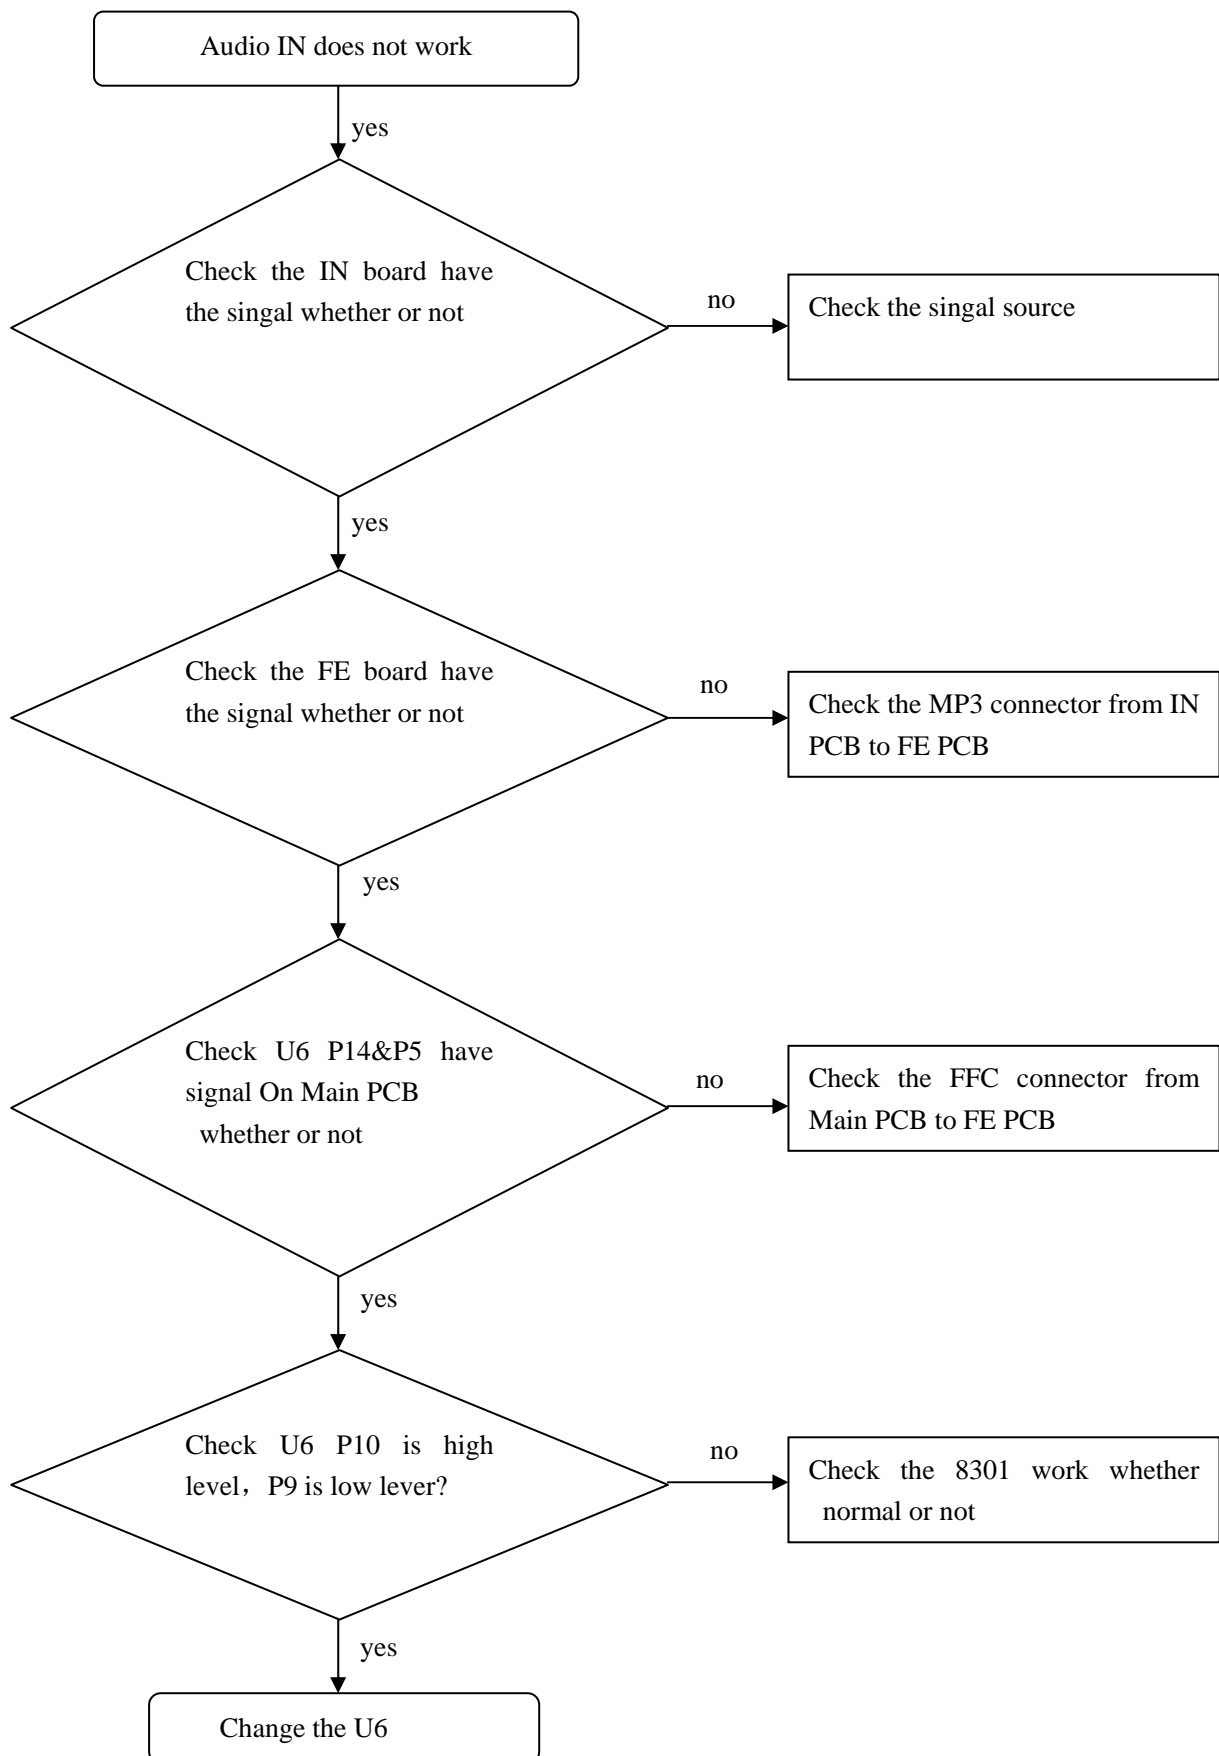 Audio IN does not work
yes
Check the IN board have
the singal whether or not
no
Check the singal source
yes
Check the FE board have
the signal whether or not
no
Check the MP3 connector from IN
PCB to FE PCB
yes
Check U6 P14&P5 have
signal On Main PCB
whether or not
no
Check the FFC connector from
Main PCB to FE PCB
yes
Check U6 P10 is high
level，P9 is low lever?
no
Check the 8301 work whether
normal or not
yes
Change the U6